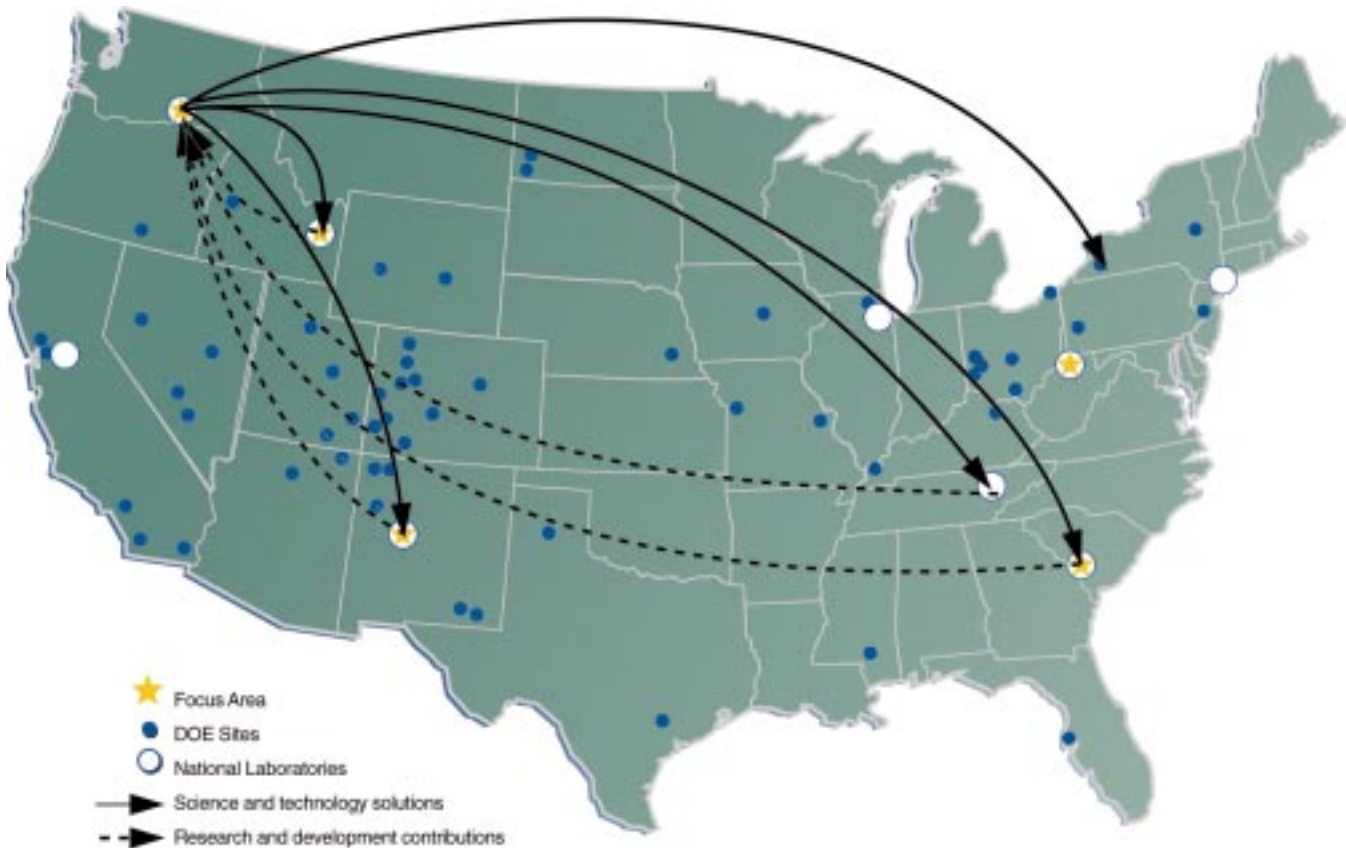 Focus Area
DOE Sites
National Laboratories
Science and technology solutions
Research and development contributions